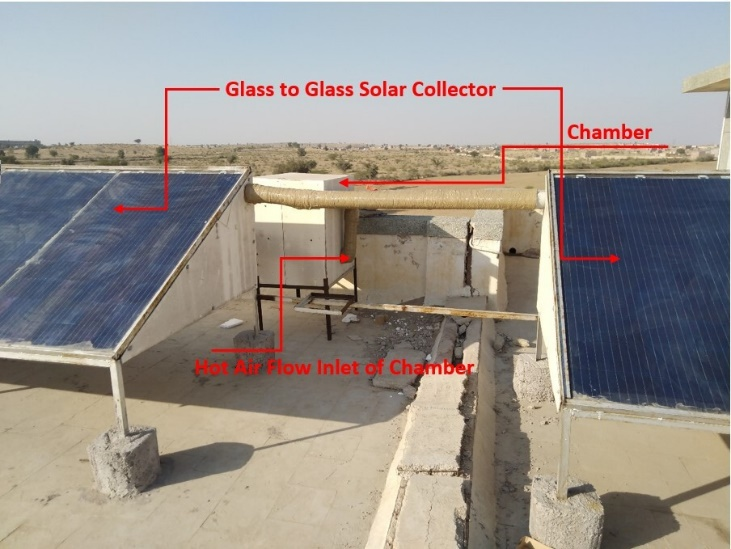 Glass to Glass Solar Collector
Chamber
Hot Air Flow Inlet of Chamber